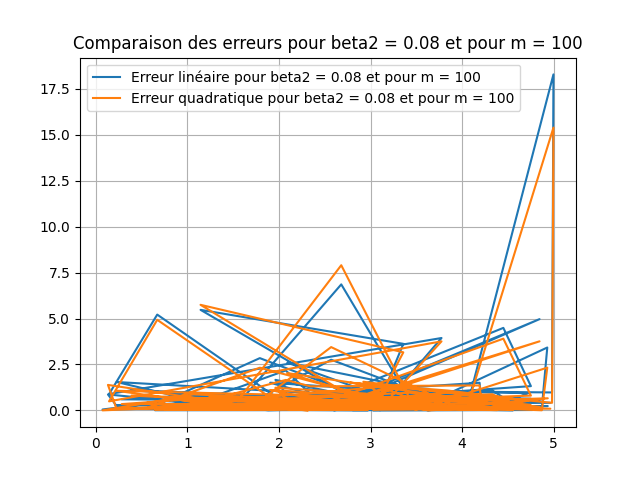 Comparaison des erreurs pour beta2 = 0.08 et pour m = 100
Erreur linéaire pour beta2 = 0.08 et pour m = 100
Erreur quadratique pour beta2 = 0.08 et pour m = 100
17.5
15.0
12.5
10.0
7.5
5.0
2.5
0.0
0 1 2 3 4 5